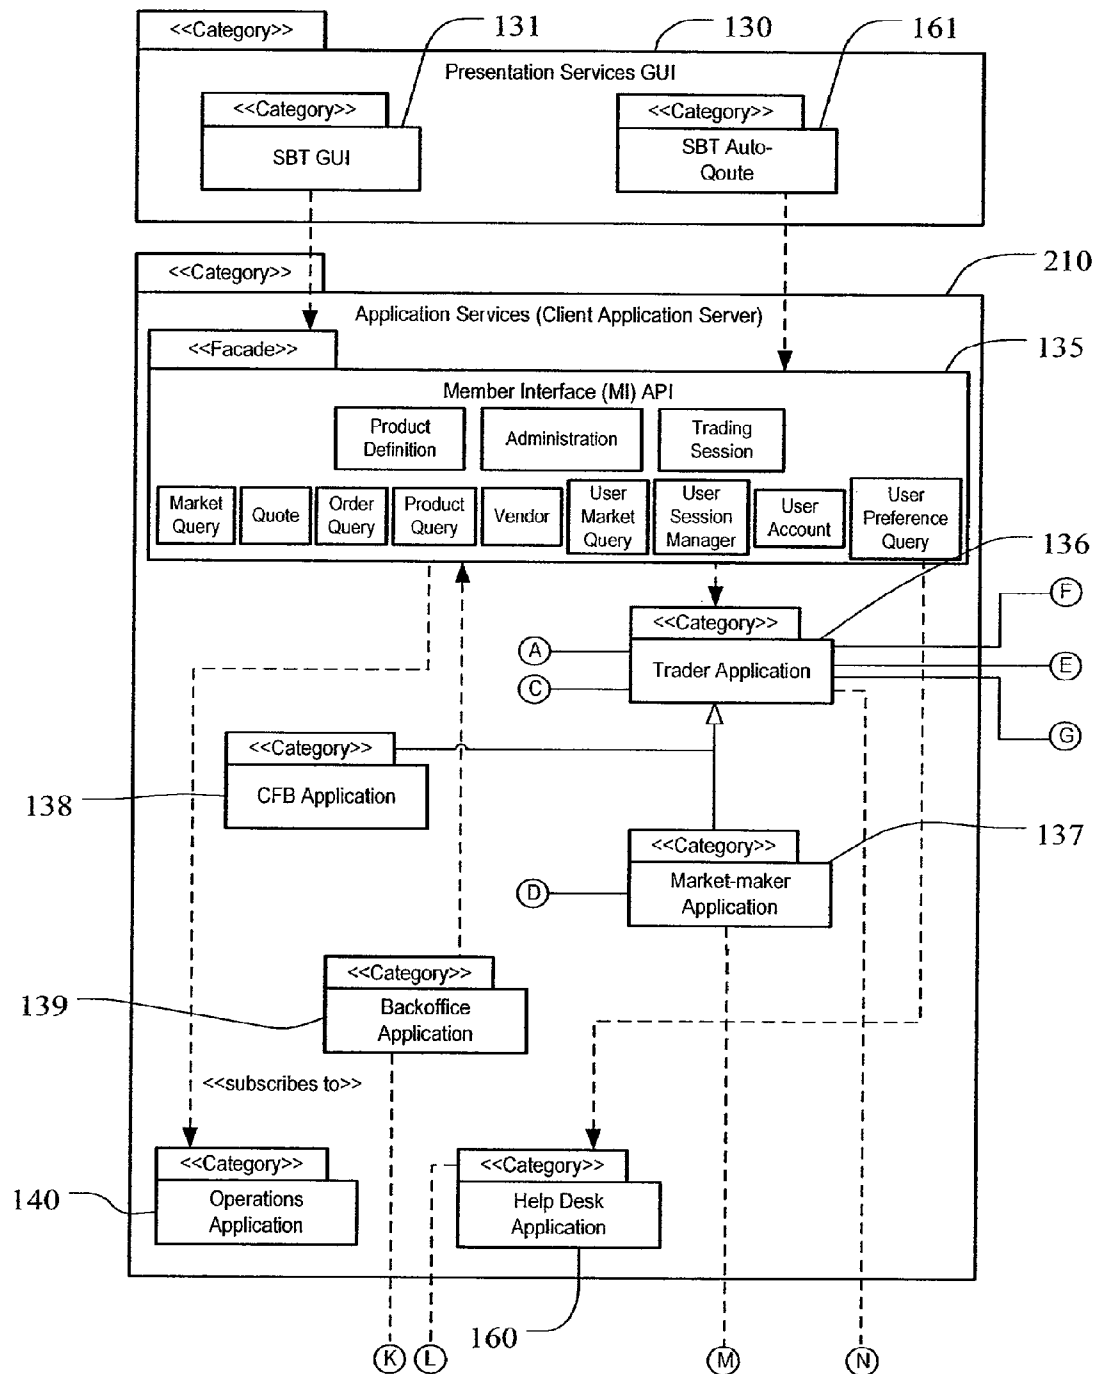 <<Category>>
131
130
161
Presentation Services GUI
<<Category>>
SBT GUI
<<Category>>
SBT Auto-
Qoute
<<Category>>
210
Application Services (Client Application Server)
<<Facade>>
135
Member Interface (MI) API
Product
Definition
Administration
Trading
Session
Market
Query
Quote
Order
Query
Product
Query
Vendor
User
Market
Query
User
Session
Manager
User
Account
User
Preference
Query
136
F
<<Category>>
A
Trader Application
E
C
G
<<Category>>
CFB Application
138
<<Category>>
137
Market-maker
Application
D
<<Category>>
139
Backoffice
Application
<<subscribes to>>
<<Category>>
Operations
Application
140
<<Category>>
Help Desk
Application
160
K
L
M
N